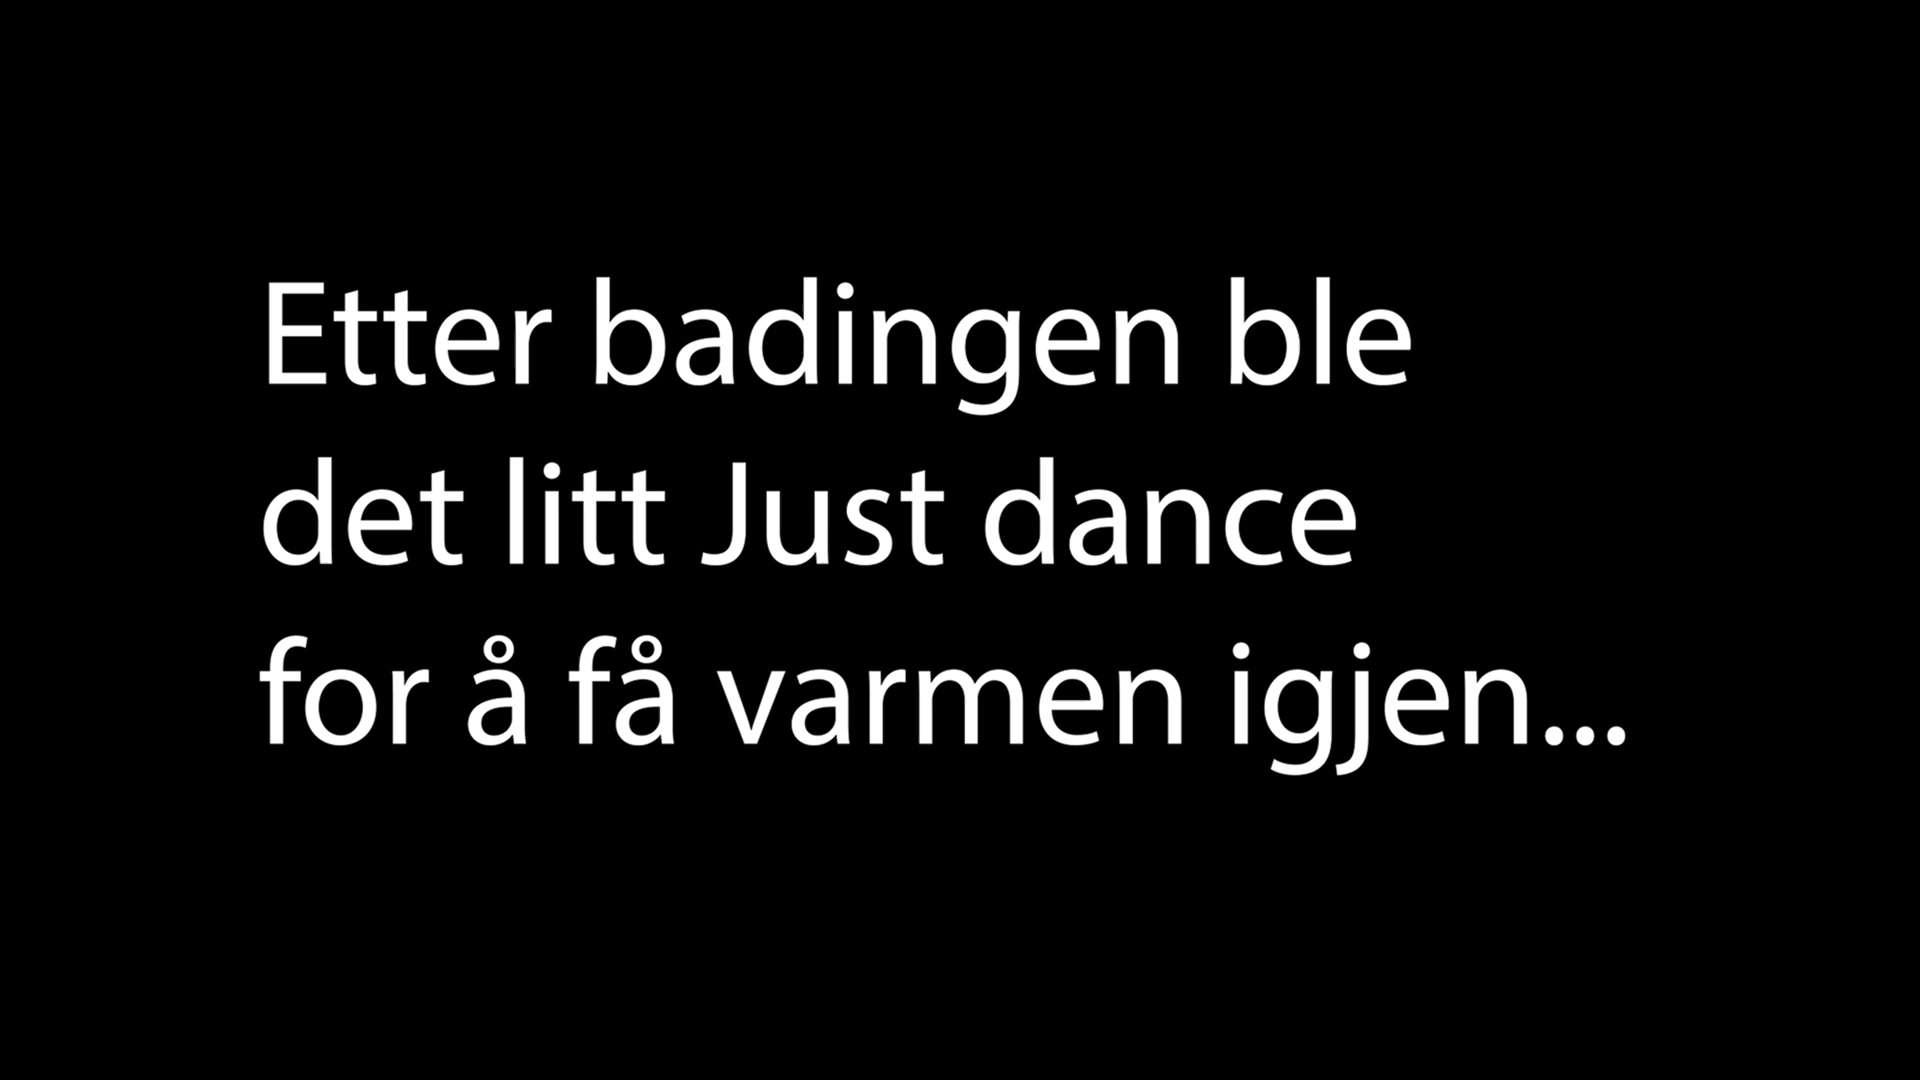 Etter badingen ble
det litt Just dance
for å få varmen igjen...